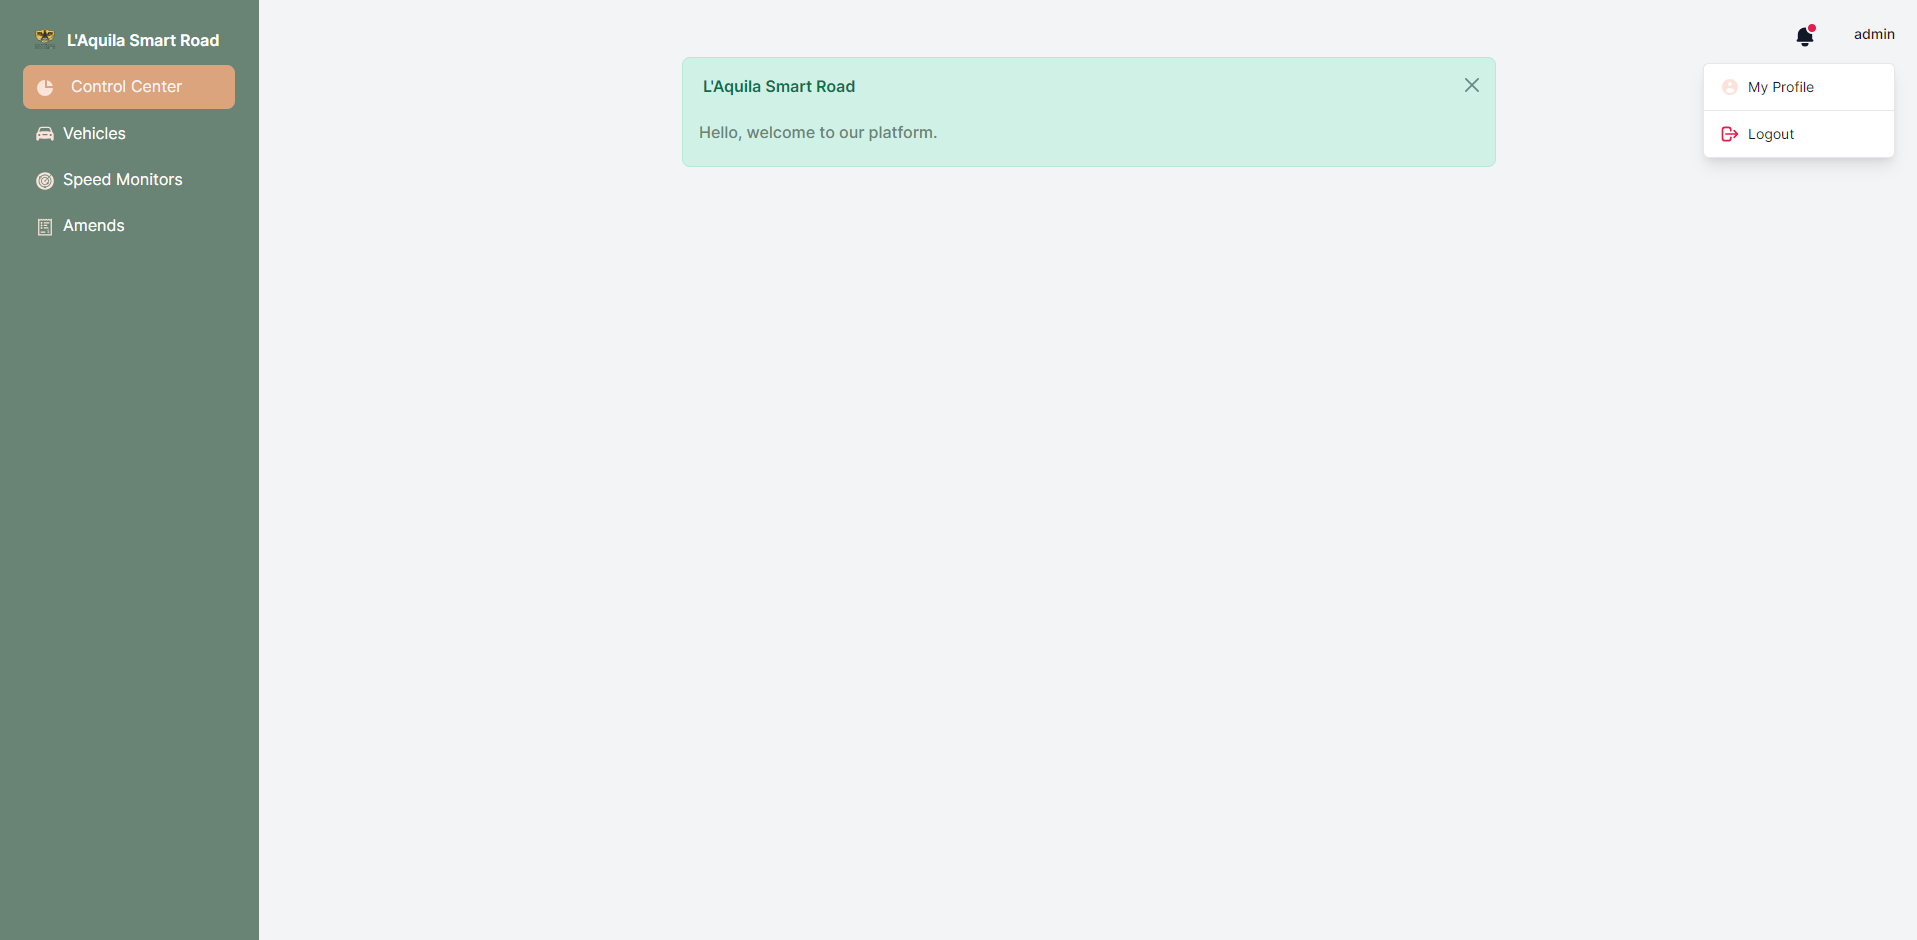 L'Aquila Smart Road
Control Center
Vehicles
Speed Monitors
Amends
L'Aquila Smart Road
Hello, welcome to our platform.
admin
My Profile
Logout